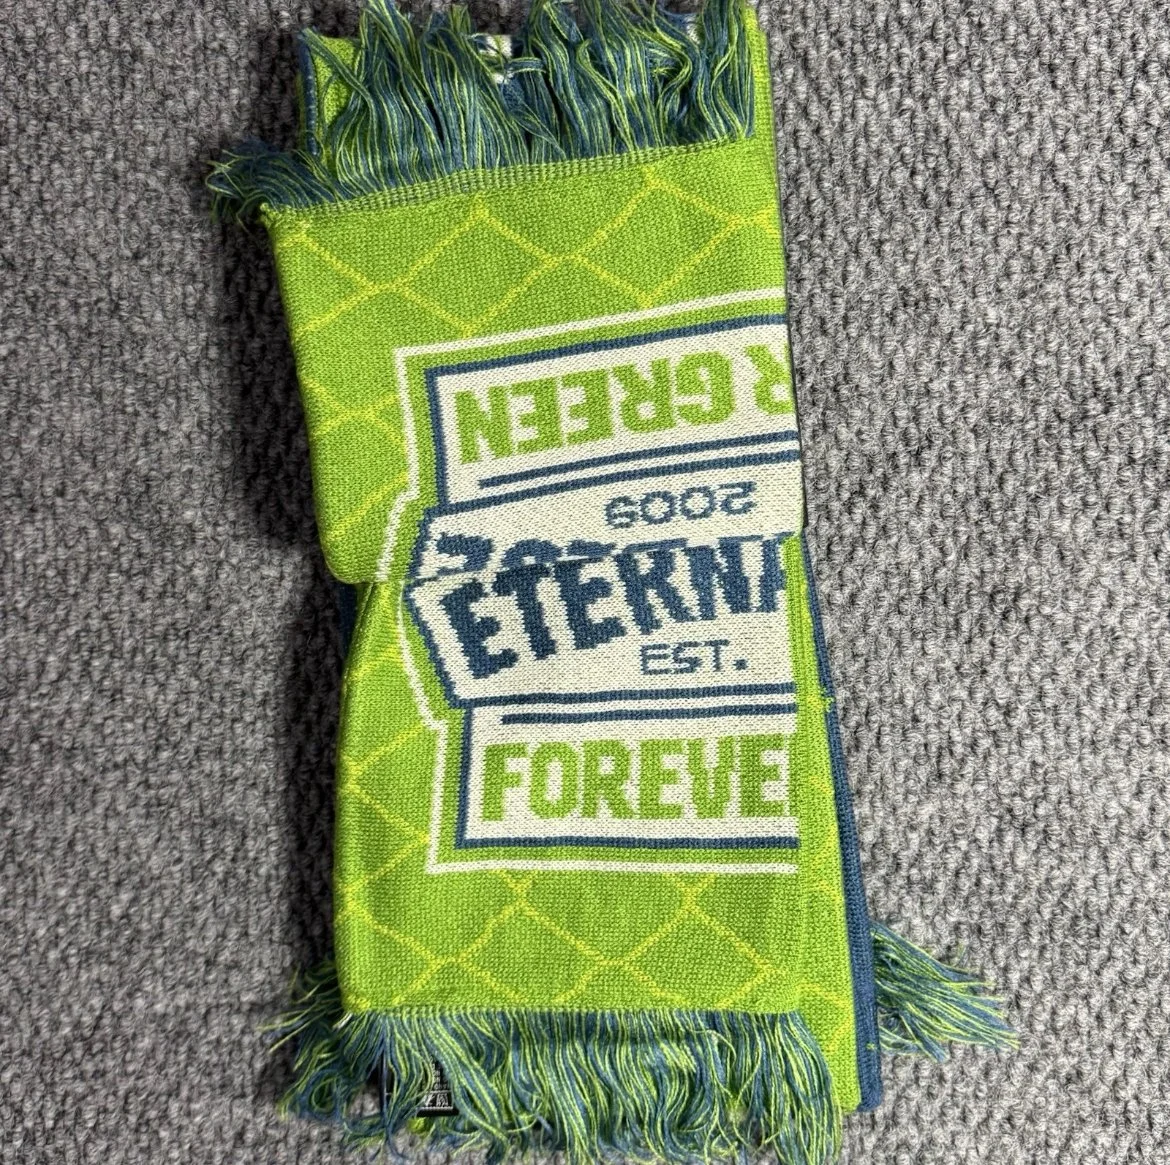 R GREEN
2009
ETERNA
EST.
FOREVE